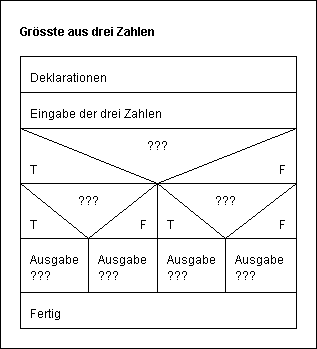 Grösste aus drei Zahlen
Deklarationen
Eingabe der drei Zahlen
???
T F
??? ???
T F T F
Ausgabe Ausgabe Ausgabe Ausgabe
??? ??? ??? ???
Fertig